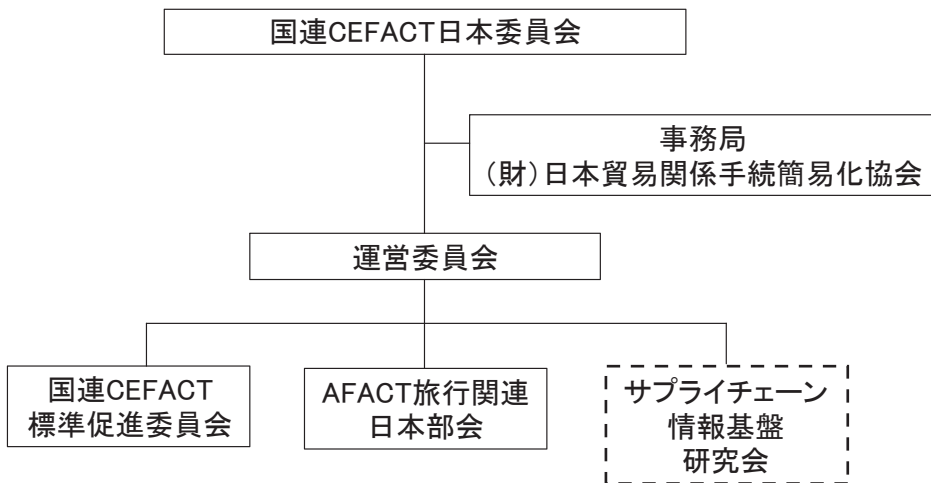 国連CEFACT日本委員会
事務局
（財）日本貿易関係手続簡易化協会
運営委員会
国連CEFACT
標準促進委員会
AFACT旅行関連
日本部会
サプライチェーン
情報基盤
研究会